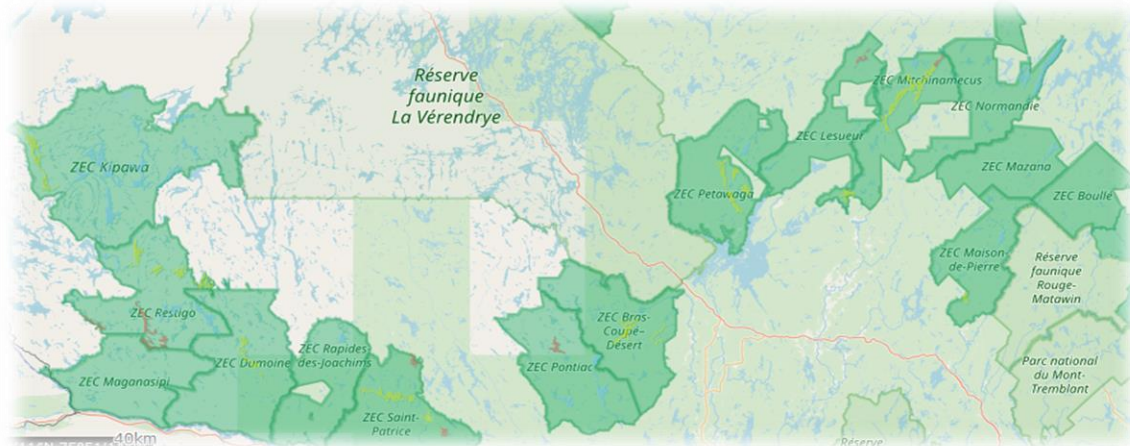 Réserve
faunique
La Vérendrye
ZEC Mitchinamecus
ZEC Normandie
ZEC Lesueur
ZEC Kipawa
ZEC Mazana
ZEC Petawaga
ZEC Boullé
ZEC Maison-
de-Pierre
Réserve
faunique
Rouge-
Matawin
ZEC Restigo
ZEC Bras-
Coupé–
Désert
ZEC Dumoine
ZEC Rapides
-des-Joachims
ZEC Pontiac
ZEC Maganasipi
Parc national
du Mont-
Tremblant
ZEC Saint-
Patrice
40km
Réserve